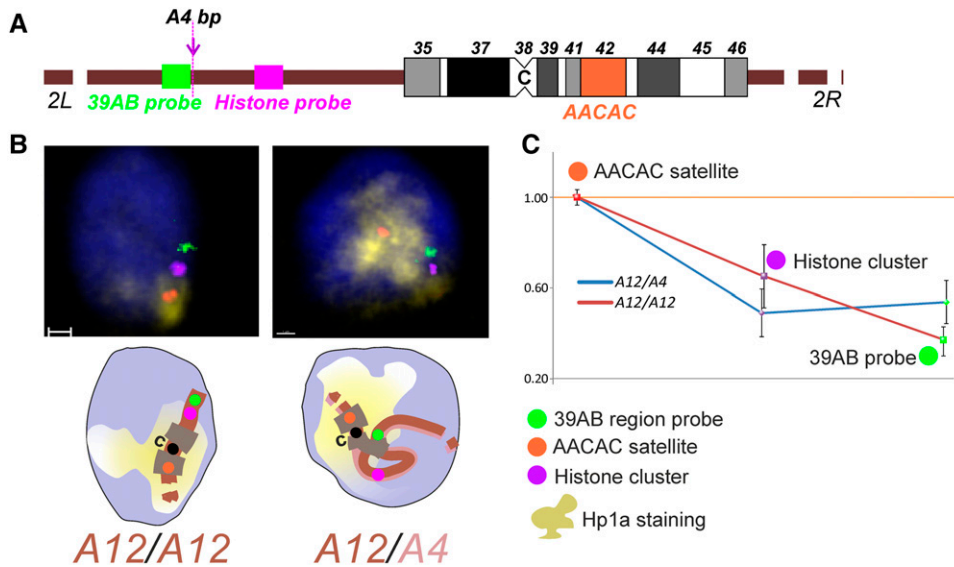 A
A4 bp
35 37 38 39 41 42 44 45 46
C
2L
39AB probe
Histone probe
AACAC
2R
B
C
C
A12/A12
A12/A4
C
AACAC satellite
1.00
Histone cluster
A12/A4
0.60
A12/A12
39AB probe
0.20
39AB region probe
AACAC satellite
Histone cluster
Hp1a staining